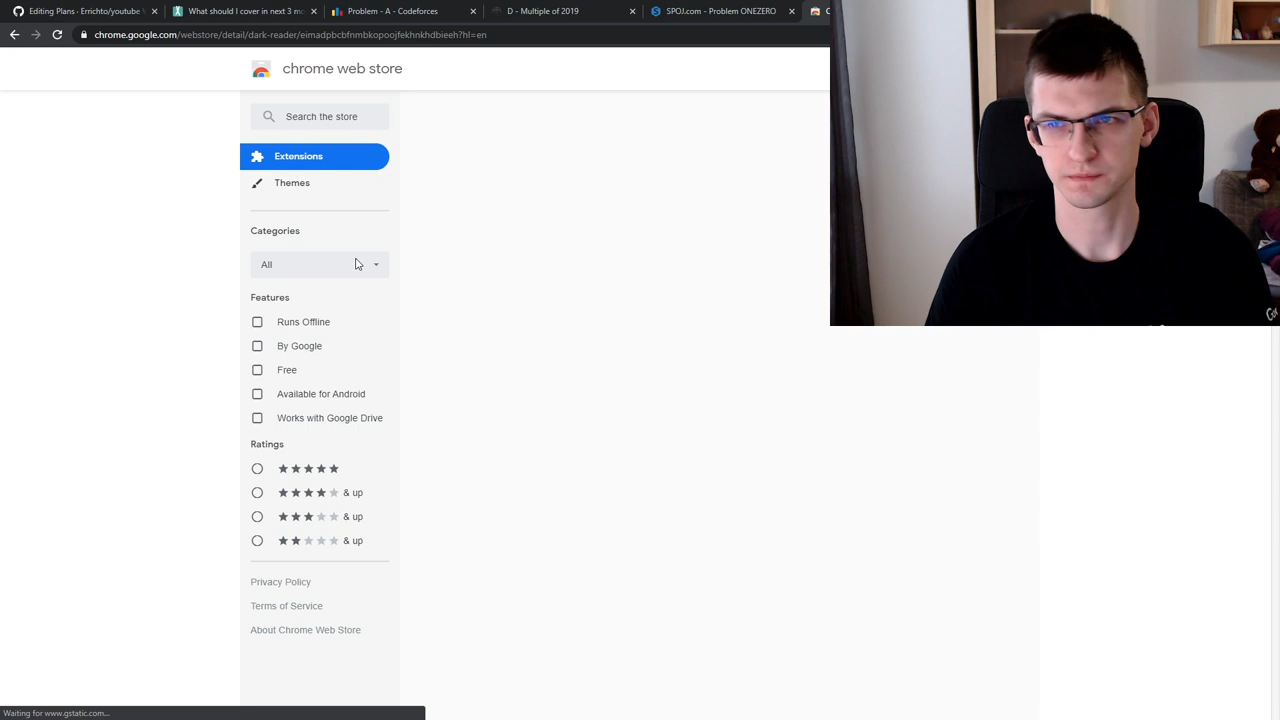 Editing Plans · Errichto/youtube
What should I cover in next 3 mo
Problem - A - Codeforces
D - Multiple of 2019
SPOJ.com - Problem ONEZERO
chrome.google.com/webstore/detail/dark-reader/eimadpbcbfnmbkopoojfekhnkhdbieeh?hl=en
chrome web store
Search the store
Extensions
Themes
Categories
All
Features
Runs Offline
By Google
Free
Available for Android
Works with Google Drive
Ratings
& up
& up
& up
Privacy Policy
Terms of Service
About Chrome Web Store
Waiting for www.gstatic.com...